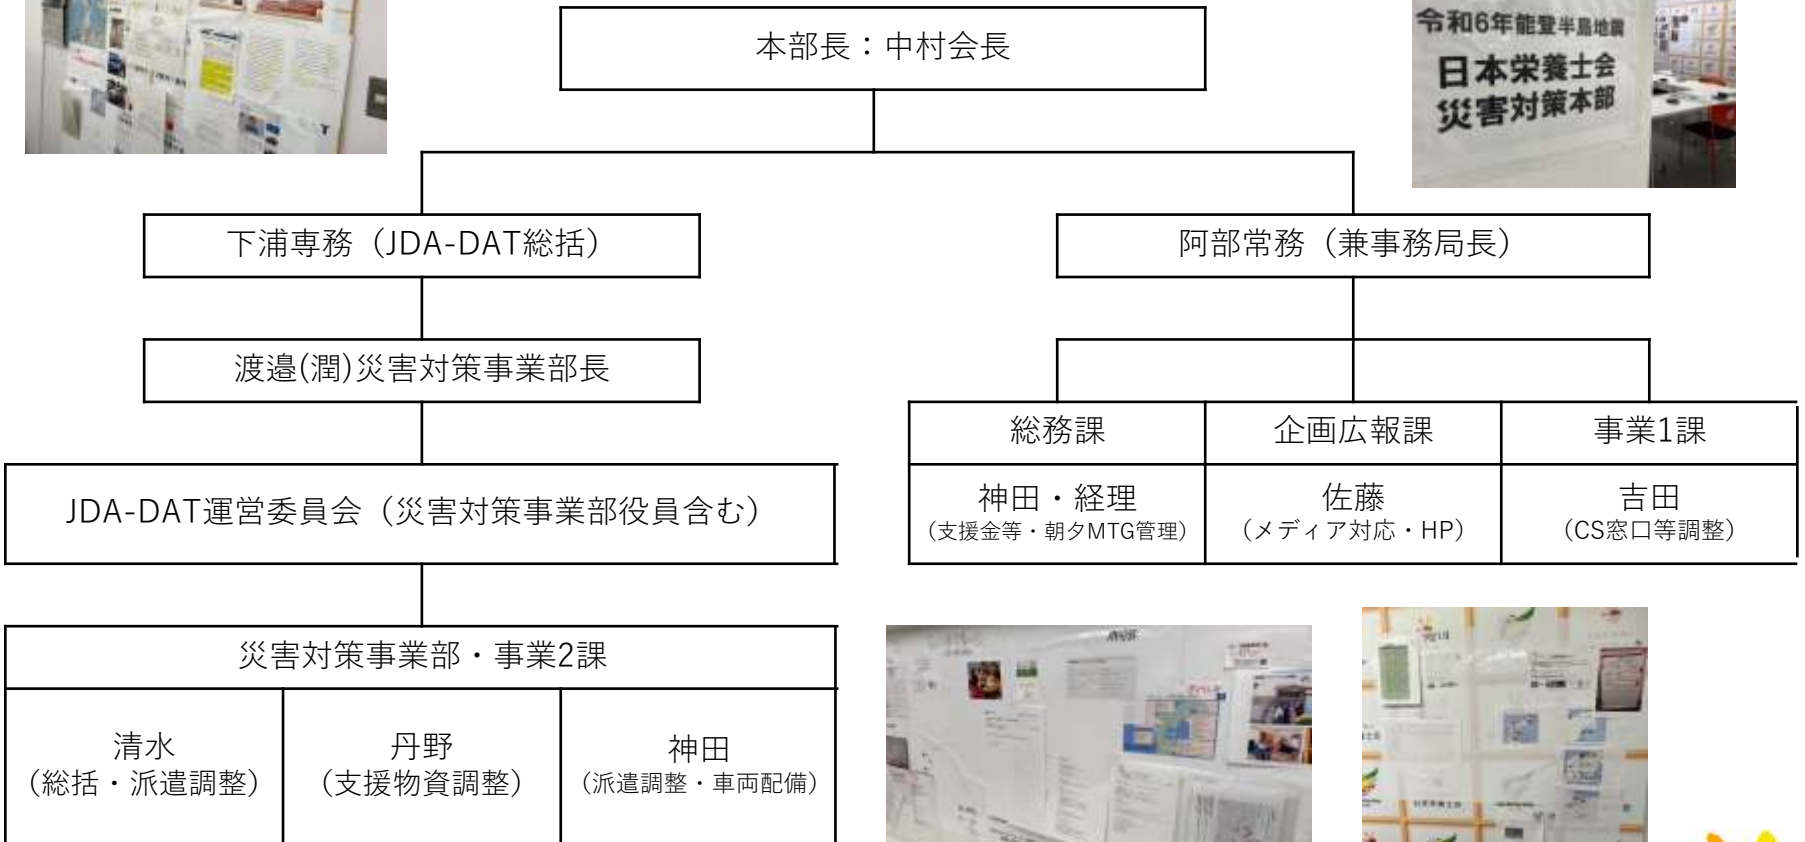 本部長：中村会長
令和6年能登半島地震
日本栄養士会
災害対策本部
下浦専務（JDA-DAT総括）
阿部常務（兼事務局長）
渡邉(潤)災害対策事業部長
総務課
企画広報課
事業1課
神田・経理
（支援金等・朝夕MTG管理）
佐藤
（メディア対応・HP）
吉田
（CS窓口等調整）
JDA-DAT運営委員会（災害対策事業部役員含む）
災害対策事業部・事業2課
清水
（総括・派遣調整）
丹野
（支援物資調整）
神田
（派遣調整・車両配備）